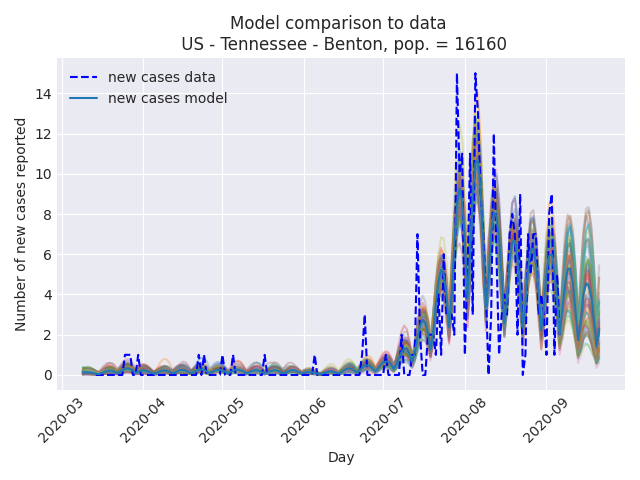 Model comparison to data
US - Tennessee - Benton, pop. = 16160
new cases data
new cases model
Number of new cases reported
14
12
10
8
6
4
2
0
2020-03
2020-04
2020-05
2020-06
2020-07
2020-08
2020-09
Day